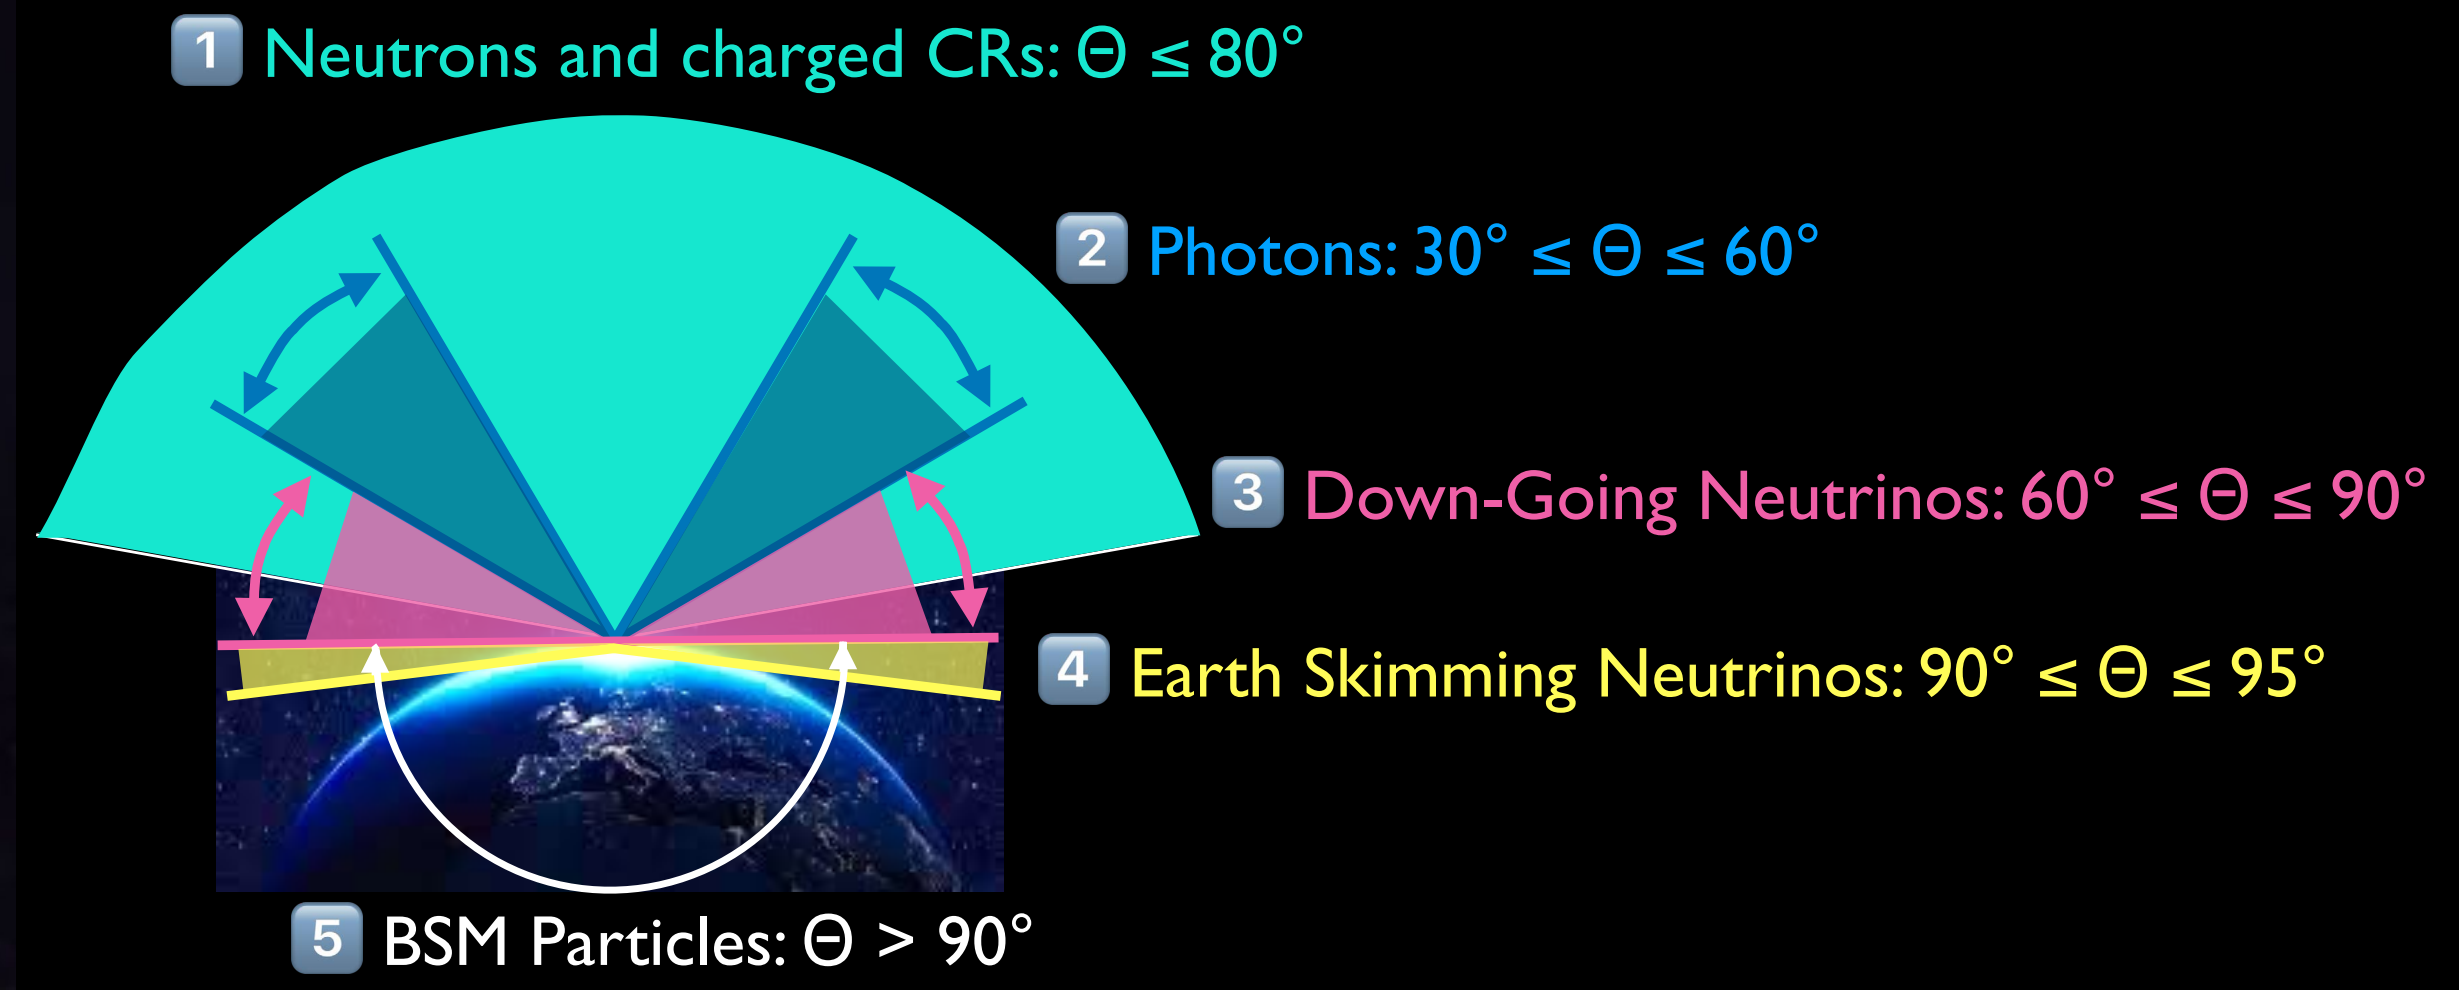 1 Neutrons and charged CRs: Θ ≤ 80°
2 Photons: 30° ≤ Θ ≤ 60°
3 Down-Going Neutrinos: 60° ≤ Θ ≤ 90°
4 Earth Skimming Neutrinos: 90° ≤ Θ ≤ 95°
5 BSM Particles: Θ > 90°